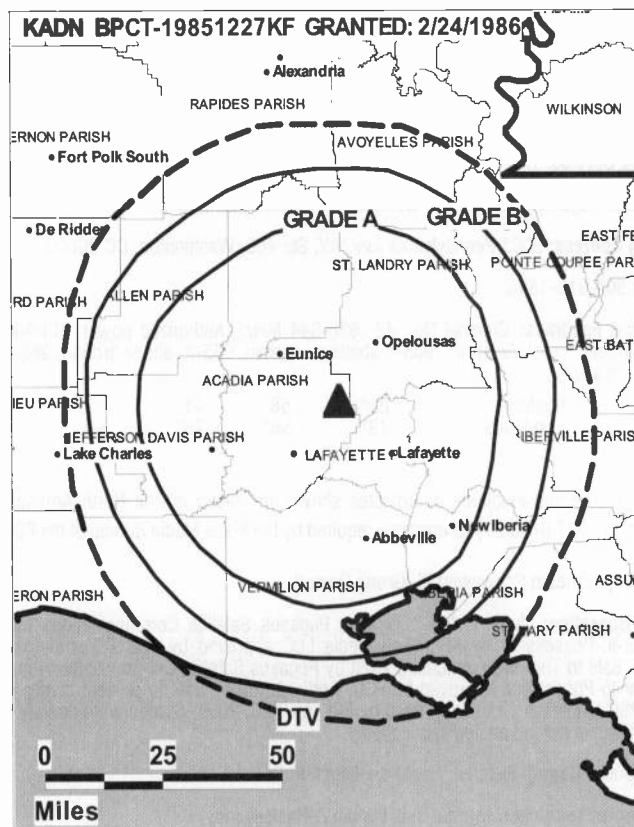 KADN BPCT-19851227KF GRANTED: 2/24/1986
Alexandria
RAPIDES PARISH
WILKINSON
ERNON PARISH
AVOYELLES PARISH
Fort Polk South
GRADE A
GRADE B
De Ridder
EAST FE
ST. LANDRY PARISH
POINTE COUPEE PAR
ALLEN PARISH
RD PARISH
Opelousas
EAST BAT
Eunice
ACADIA PARISH
IEU PARISH
JEFFERSON DAVIS PARISH
IBERVILLE PARIS
Lake Charles
LAFAYETTE
Lafayette
New Iberia
Abbeville
ASSU
VERMILION PARISH
BERIA PARISH
ERON PARISH
ST. MARY PARISH
DTV
0 25 50
Miles